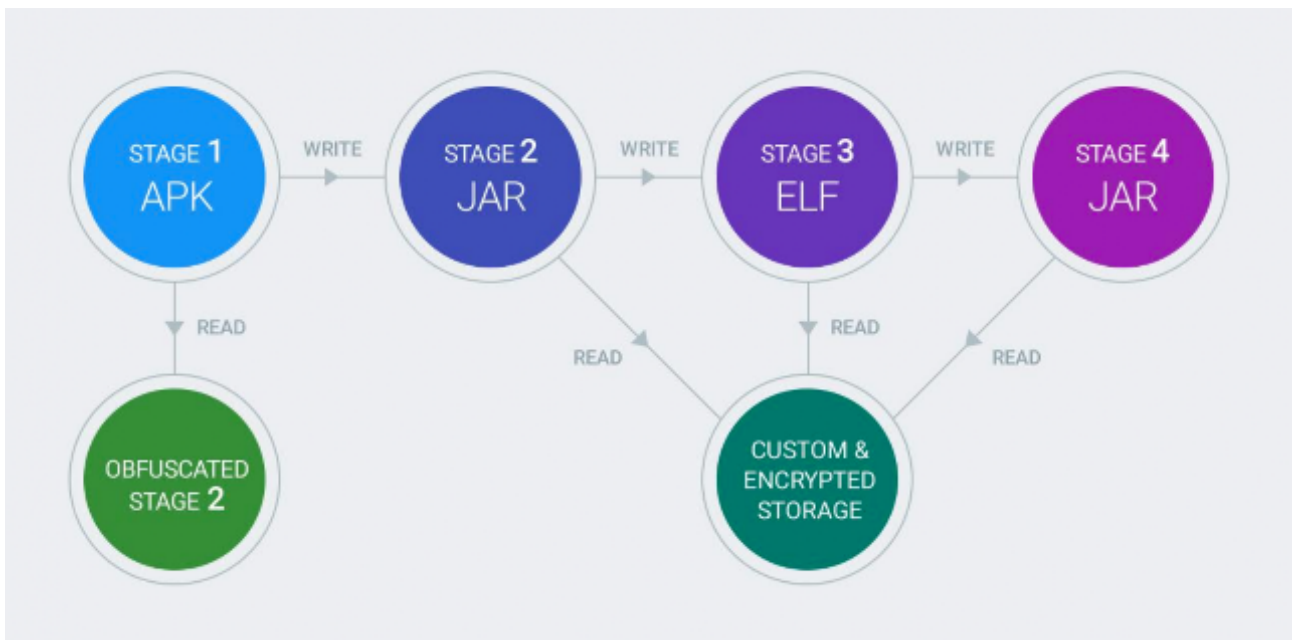 STAGE 1
APK
WRITE
STAGE 2
JAR
WRITE
STAGE 3
ELF
WRITE
STAGE 4
JAR
READ
READ
READ
READ
OBFUSCATED
STAGE 2
CUSTOM &
ENCRYPTED
STORAGE